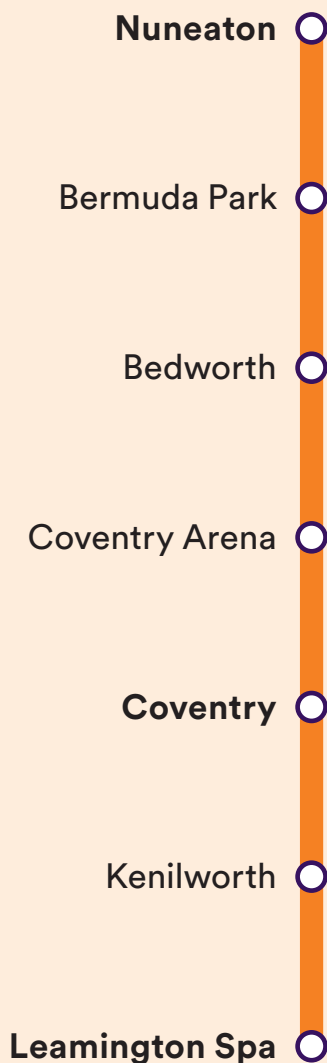 Nuneaton
Bermuda Park
Bedworth
Coventry Arena
Coventry
Kenilworth
Leamington Spa